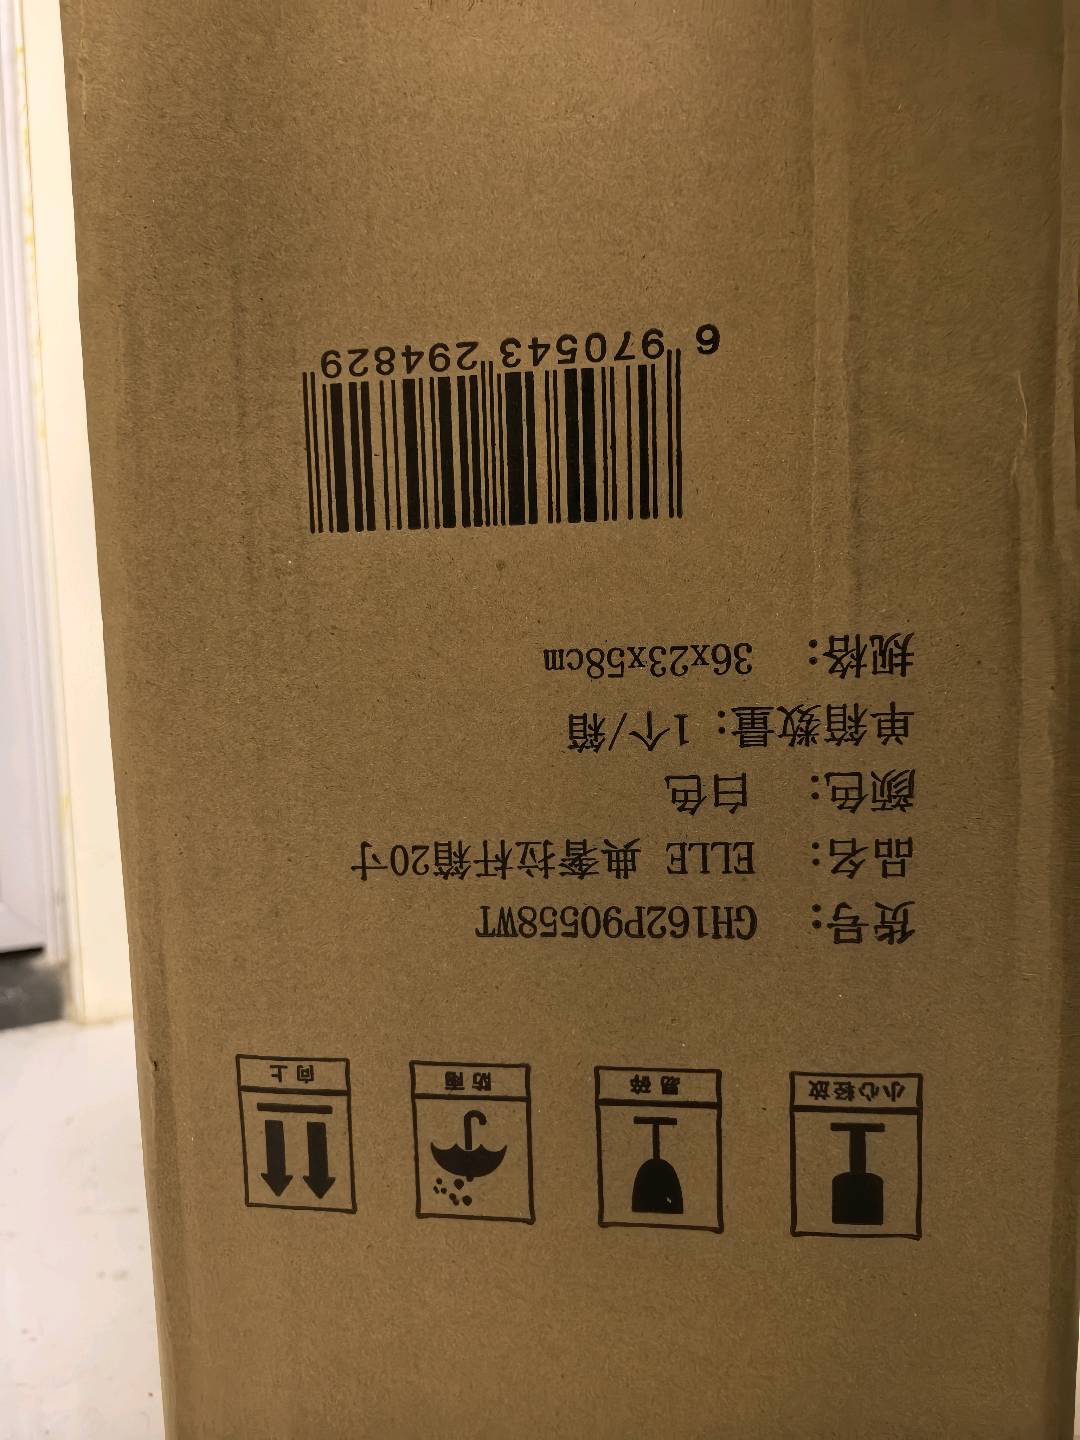 小心轻放
易碎
防雨
向上
货号: GH162P90558WT
品名: ELLE 典奢拉杆箱20寸
颜色: 白色
单箱数量: 1个/箱
规格: 36x23x58cm
6 970543 294829